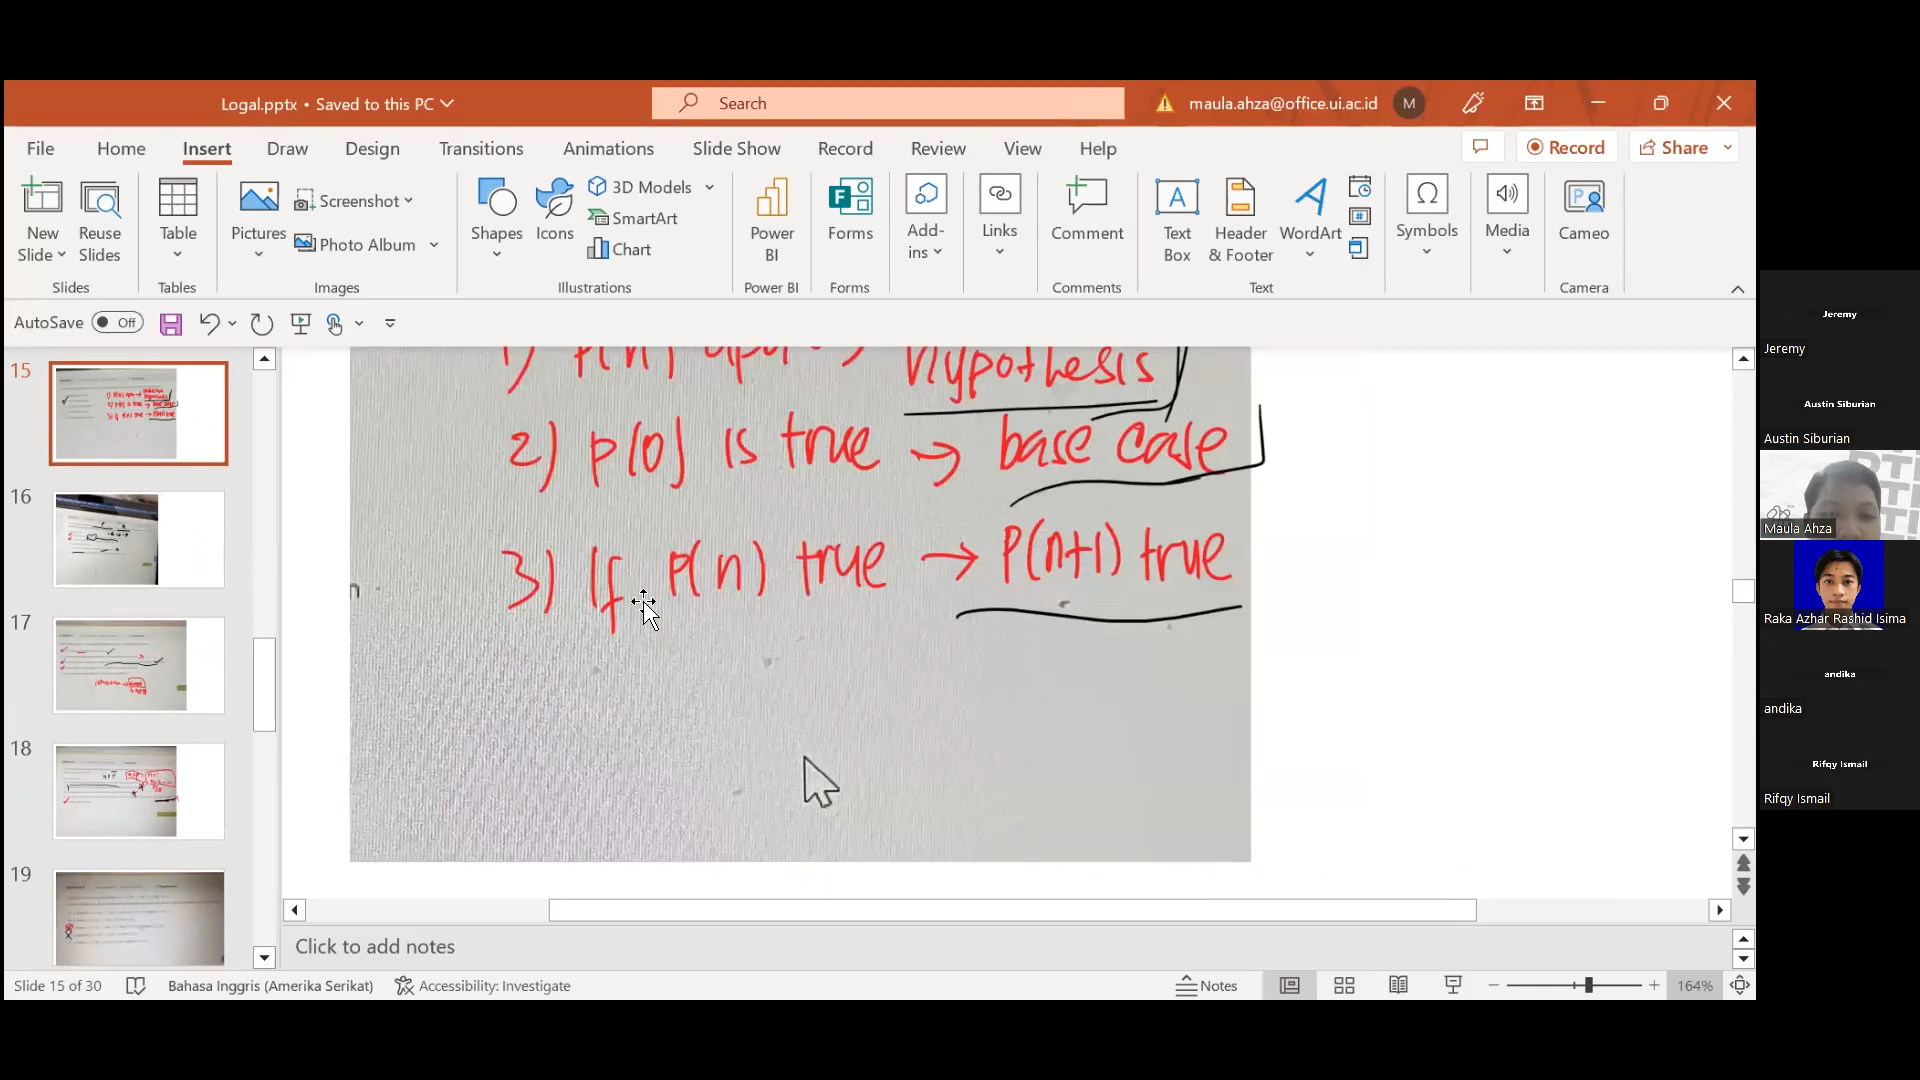 Logal.pptx • Saved to this PC
Search
maula.ahza@office.ui.ac.id
M
File Home Insert Draw Design Transitions Animations Slide Show Record Review View Help
Record
Share
New Slide
Reuse Slides
Table
Pictures
Screenshot
Photo Album
Shapes
Icons
3D Models
SmartArt
Chart
Power BI
Forms
Add-ins
Links
Comment
Text Box
Header & Footer
WordArt
Symbols
Media
Cameo
Slides Tables Images Illustrations Power BI Forms Comments Text Camera
AutoSave Off
15
16
17
18
19
Hypothesis
2) p(0) is true → base case
3) If P(n) true → P(n+1) true
n
Click to add notes
Slide 15 of 30
Bahasa Inggris (Amerika Serikat)
Accessibility: Investigate
Notes
164%
Jeremy
Jeremy
Austin Siburian
Austin Siburian
Maula Ahza
Raka Azhar Rashid Isima
andika
andika
Rifqy Ismail
Rifqy Ismail